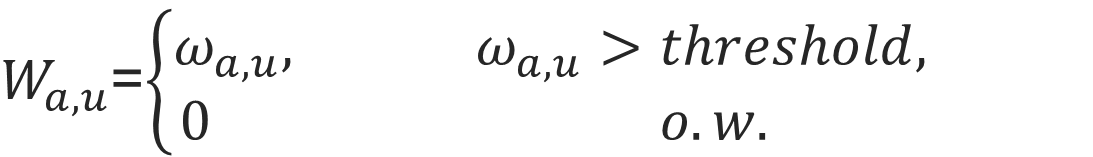 W_{a,u}={ω_{a,u}, ω_{a,u} > threshold,
0 o.w.